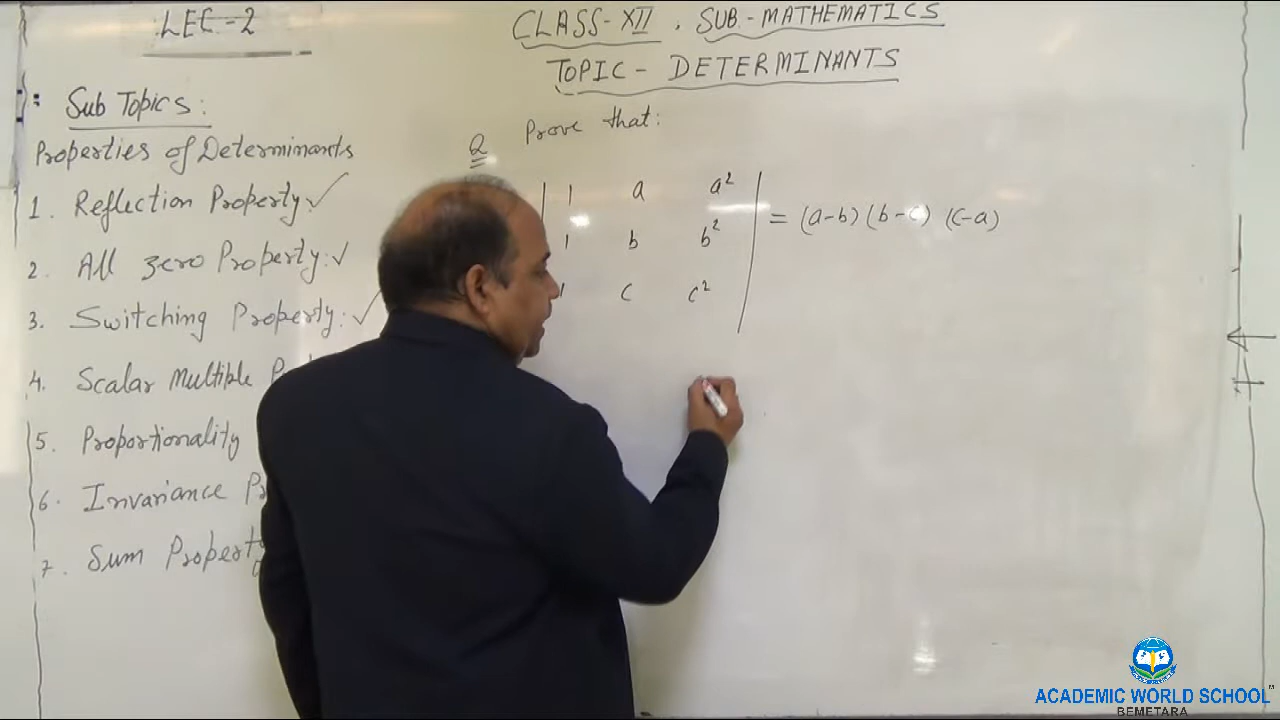 LEC-2
CLASS-XII, SUB.-MATHEMATICS
TOPIC- DETERMINANTS
Sub Topics:
Properties of Determinants
1. Reflection Property: ✓
2. All zero Property: ✓
3. Switching Property: ✓
4. Scalar Multiple
5. Proportionality
6. Invariance
7. Sum Property
Q Prove that:
| 1 a a² |
| 1 b b² | = (a-b) (b-c) (c-a)
| 1 c c² |
ACADEMIC WORLD SCHOOL™
BEMETARA